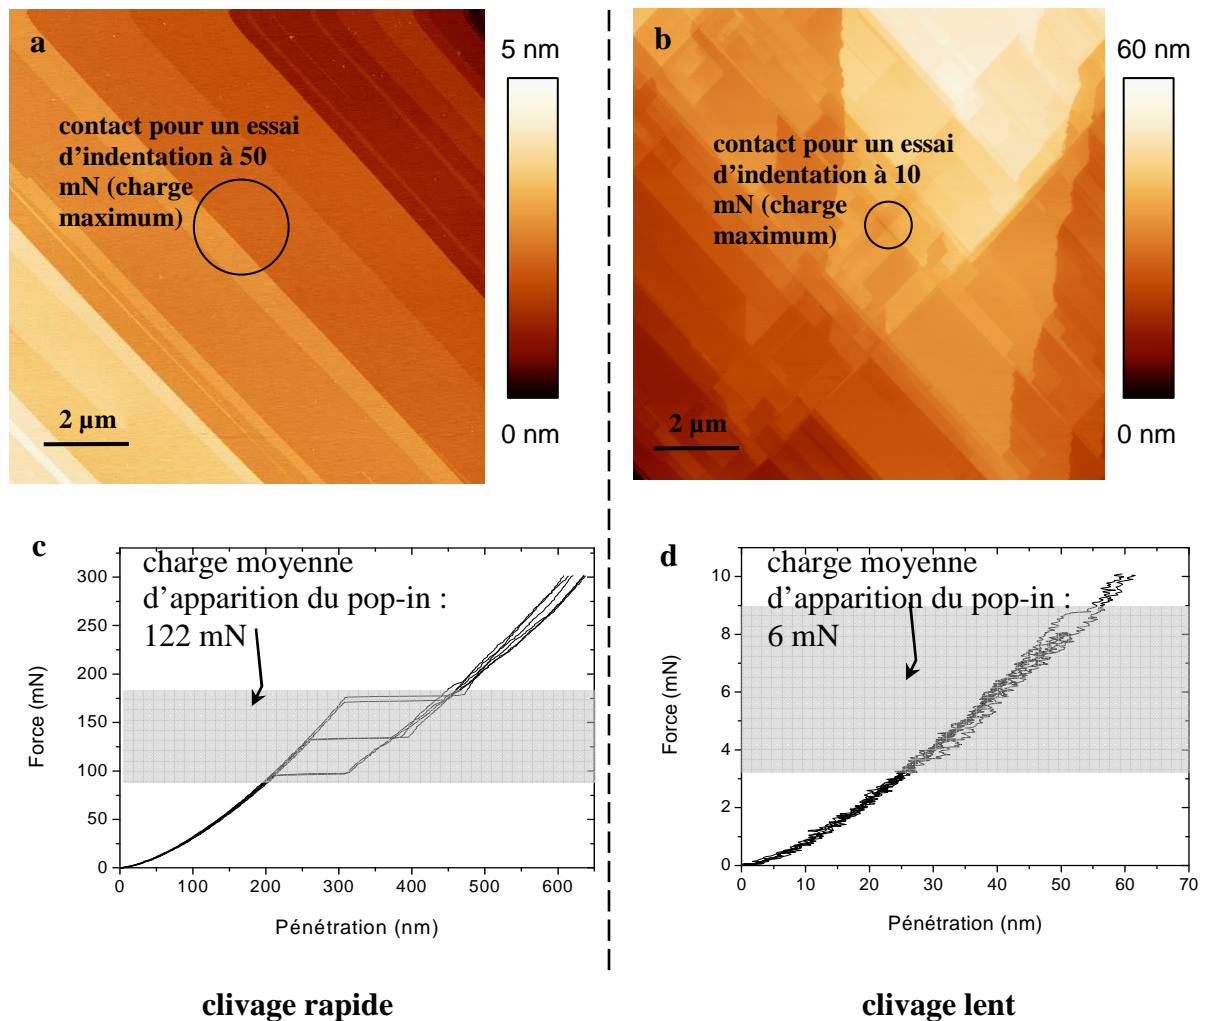 a
5 nm
contact pour un essai
d'indentation à 50
mN (charge
maximum)
2 µm
0 nm
b
60 nm
contact pour un essai
d'indentation à 10
mN (charge
maximum)
2 µm
0 nm
c
charge moyenne
d'apparition du pop-in :
122 mN
300
250
200
150
100
50
0
Force (mN)
0 100 200 300 400 500 600
Pénétration (nm)
d
charge moyenne
d'apparition du pop-in :
6 mN
10
8
6
4
2
0
Force (mN)
0 10 20 30 40 50 60 70
Pénétration (nm)
clivage rapide
clivage lent